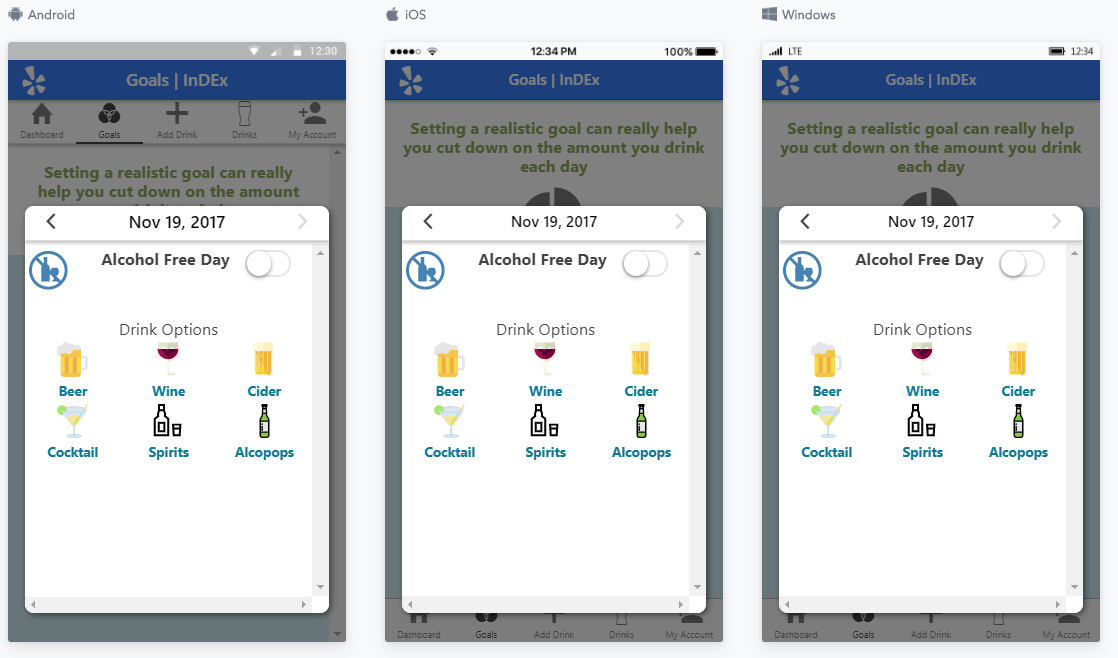 Android
12:30
Goals | InDEx
Dashboard
Goals
Add Drink
Drinks
My Account
Setting a realistic goal can really
help you cut down on the amount
Nov 19, 2017
Alcohol Free Day
Drink Options
Beer
Wine
Cider
Cocktail
Spirits
Alcopops
iOS
12:34 PM
100%
Goals | InDEx
Setting a realistic goal can really help
you cut down on the amount you drink
each day
Nov 19, 2017
Alcohol Free Day
Drink Options
Beer
Wine
Cider
Cocktail
Spirits
Alcopops
Dashboard
Goals
Add Drink
Drinks
My Account
Windows
LTE
12:34
Goals | InDEx
Setting a realistic goal can really help
you cut down on the amount you drink
each day
Nov 19, 2017
Alcohol Free Day
Drink Options
Beer
Wine
Cider
Cocktail
Spirits
Alcopops
Dashboard
Goals
Add Drink
Drinks
My Account